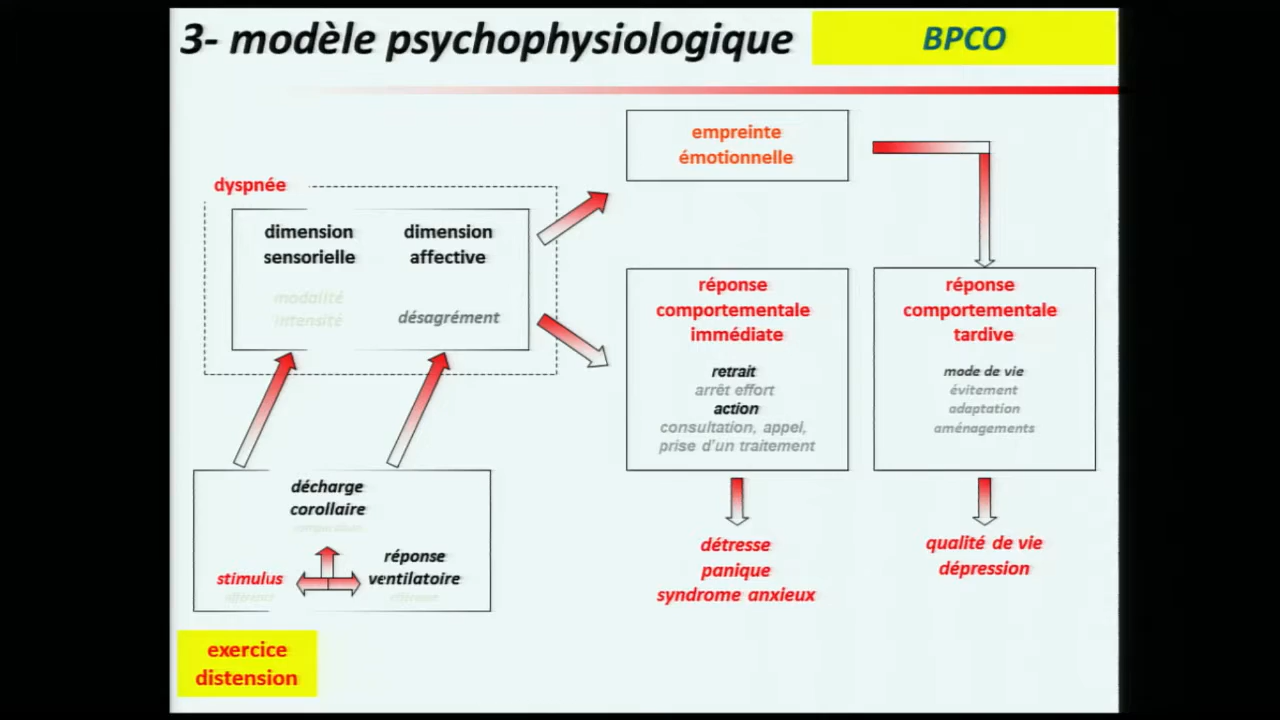 3- modèle psychophysiologique
BPCO
empreinte
émotionnelle
dyspnée
dimension
sensorielle
modalité
intensité
dimension
affective
désagrément
réponse
comportementale
immédiate
retrait
arrêt effort
action
consultation, appel,
prise d'un traitement
réponse
comportementale
tardive
mode de vie
évitement
adaptation
aménagements
décharge
corollaire
réponse
ventilatoire
stimulus
détresse
panique
syndrome anxieux
qualité de vie
dépression
exercice
distension